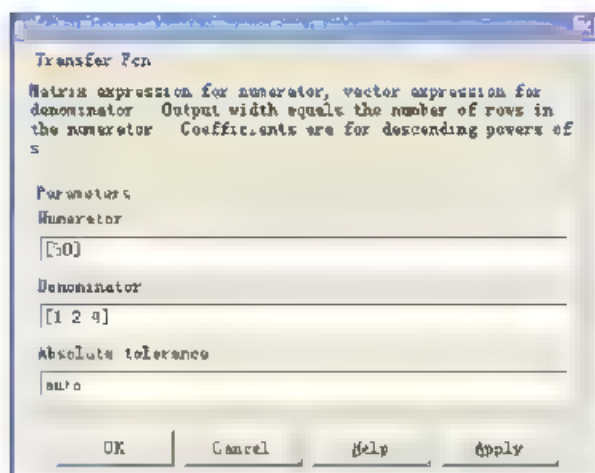 Transfer Fcn
Matrix expression for numerator, vector expression for
denominator Output width equals the number of rows in
the numerator Coefficients are for descending powers of
s
Parameters
Numerator
[50]
Denominator
[1 2 9]
Absolute tolerance
auto
OK
Cancel
Help
Apply